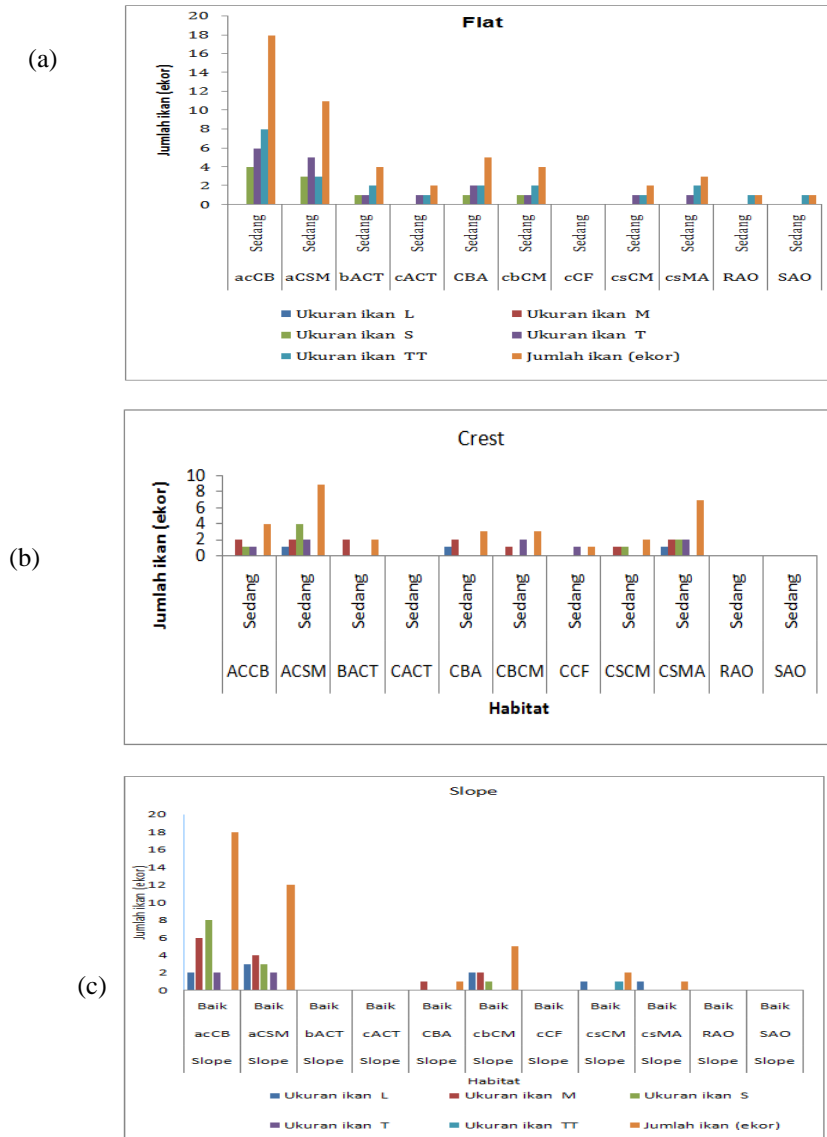 (a)
Flat
Jumlah ikan (ekor)
20
18
16
14
12
10
8
6
4
2
0
Sedang Sedang Sedang Sedang Sedang Sedang Sedang Sedang Sedang Sedang Sedang
acCB aCSM bACT cACT CBA cbCM cCF csCM csMA RAO SAO
Ukuran ikan L Ukuran ikan M
Ukuran ikan S Ukuran ikan T
Ukuran ikan TT Jumlah ikan (ekor)
(b)
Crest
Jumlah ikan (ekor)
10
8
6
4
2
0
Sedang Sedang Sedang Sedang Sedang Sedang Sedang Sedang Sedang Sedang Sedang
ACCB ACSM BACT CACT CBA CBCM CCF CSCM CSMA RAO SAO
Habitat
(c)
Slope
Jumlah ikan (ekor)
20
18
16
14
12
10
8
6
4
2
0
Baik Baik Baik Baik Baik Baik Baik Baik Baik Baik Baik
acCB aCSM bACT cACT CBA cbCM cCF csCM csMA RAO SAO
Slope Slope Slope Slope Slope Slope Slope Slope Slope Slope Slope
Habitat
Ukuran ikan L Ukuran ikan M Ukuran ikan S
Ukuran ikan T Ukuran ikan TT Jumlah ikan (ekor)